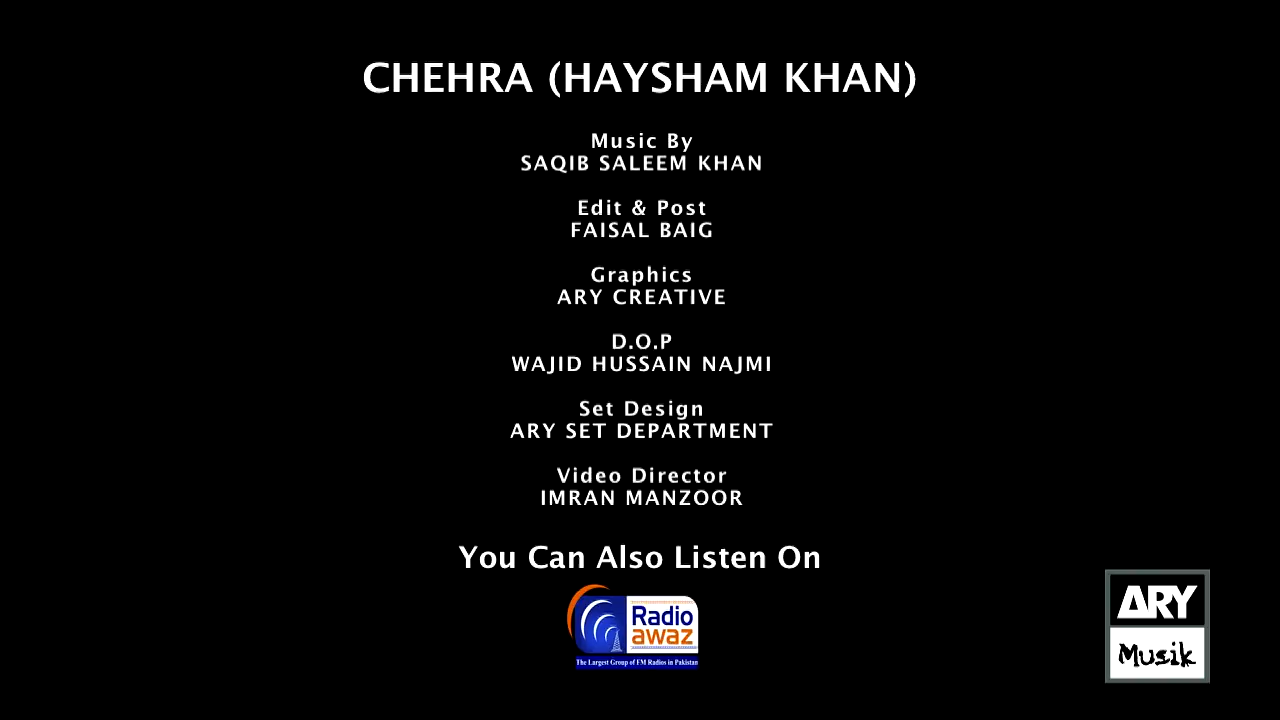 CHEHRA (HAYSHAM KHAN)
Music By
SAQIB SALEEM KHAN
Edit & Post
FAISAL BAIG
Graphics
ARY CREATIVE
D.O.P
WAJID HUSSAIN NAJMI
Set Design
ARY SET DEPARTMENT
Video Director
IMRAN MANZOOR
You Can Also Listen On
Radio
awaz
The Largest Group of FM Radios in Pakistan
ARY
Musik